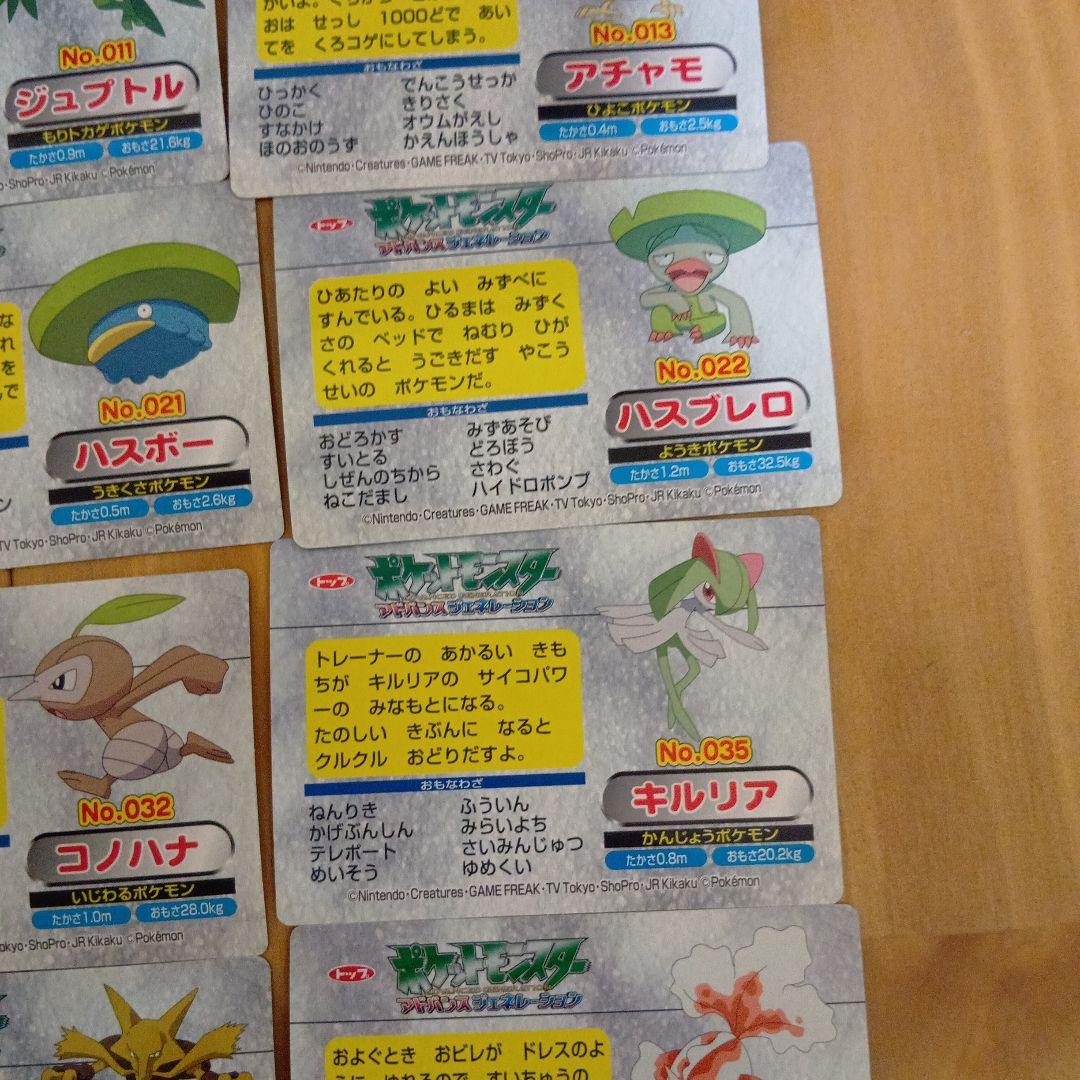 No.011
ジュプトル
もりトカゲポケモン
たかさ0.9m おもさ21.6kg
ShoPro・JR Kikaku ©Pokémon
おは せっし 1000どで あい
てを くろコゲにしてしまう。
おもなわざ
ひっかく でんこうせっか
ひのこ きりさく
すなかけ オウムがえし
ほのおのうず かえんほうしゃ
No.013
アチャモ
ひよこポケモン
たかさ0.4m おもさ2.5kg
©Nintendo・Creatures・GAME FREAK・TV Tokyo・ShoPro・JR Kikaku ©Pokémon
No.021
ハスボー
うきくさポケモン
たかさ0.5m おもさ2.6kg
TV Tokyo・ShoPro・JR Kikaku ©Pokémon
トップ
ポケットモンスター
ADVANCED GENERATION
アドバンスジェネレーション
ひあたりの よい みずべに
すんでいる。ひるまは みずく
さの ベッドで ねむり ひが
くれると うごきだす やこう
せいの ポケモンだ。
おもなわざ
おどろかす みずあそび
すいとる どろぼう
しぜんのちから さわぐ
ねこだまし ハイドロポンプ
No.022
ハスブレロ
ようきポケモン
たかさ1.2m おもさ32.5kg
©Nintendo・Creatures・GAME FREAK・TV Tokyo・ShoPro・JR Kikaku ©Pokémon
No.032
コノハナ
いじわるポケモン
たかさ1.0m おもさ28.0kg
ShoPro・JR Kikaku ©Pokémon
トップ
ポケットモンスター
ADVANCED GENERATION
アドバンスジェネレーション
トレーナーの あかるい きも
ちが キルリアの サイコパワ
ーの みなもとになる。
たのしい きぶんに なると
クルクル おどりだすよ。
おもなわざ
ねんりき ふういん
かげぶんしん みらいよち
テレポート さいみんじゅつ
めいそう ゆめくい
No.035
キルリア
かんじょうポケモン
たかさ0.8m おもさ20.2kg
©Nintendo・Creatures・GAME FREAK・TV Tokyo・ShoPro・JR Kikaku ©Pokémon
トップ
ポケットモンスター
ADVANCED GENERATION
アドバンスジェネレーション
およぐとき おビレが ドレスのよ
うに ゆれるので すいちゅうの